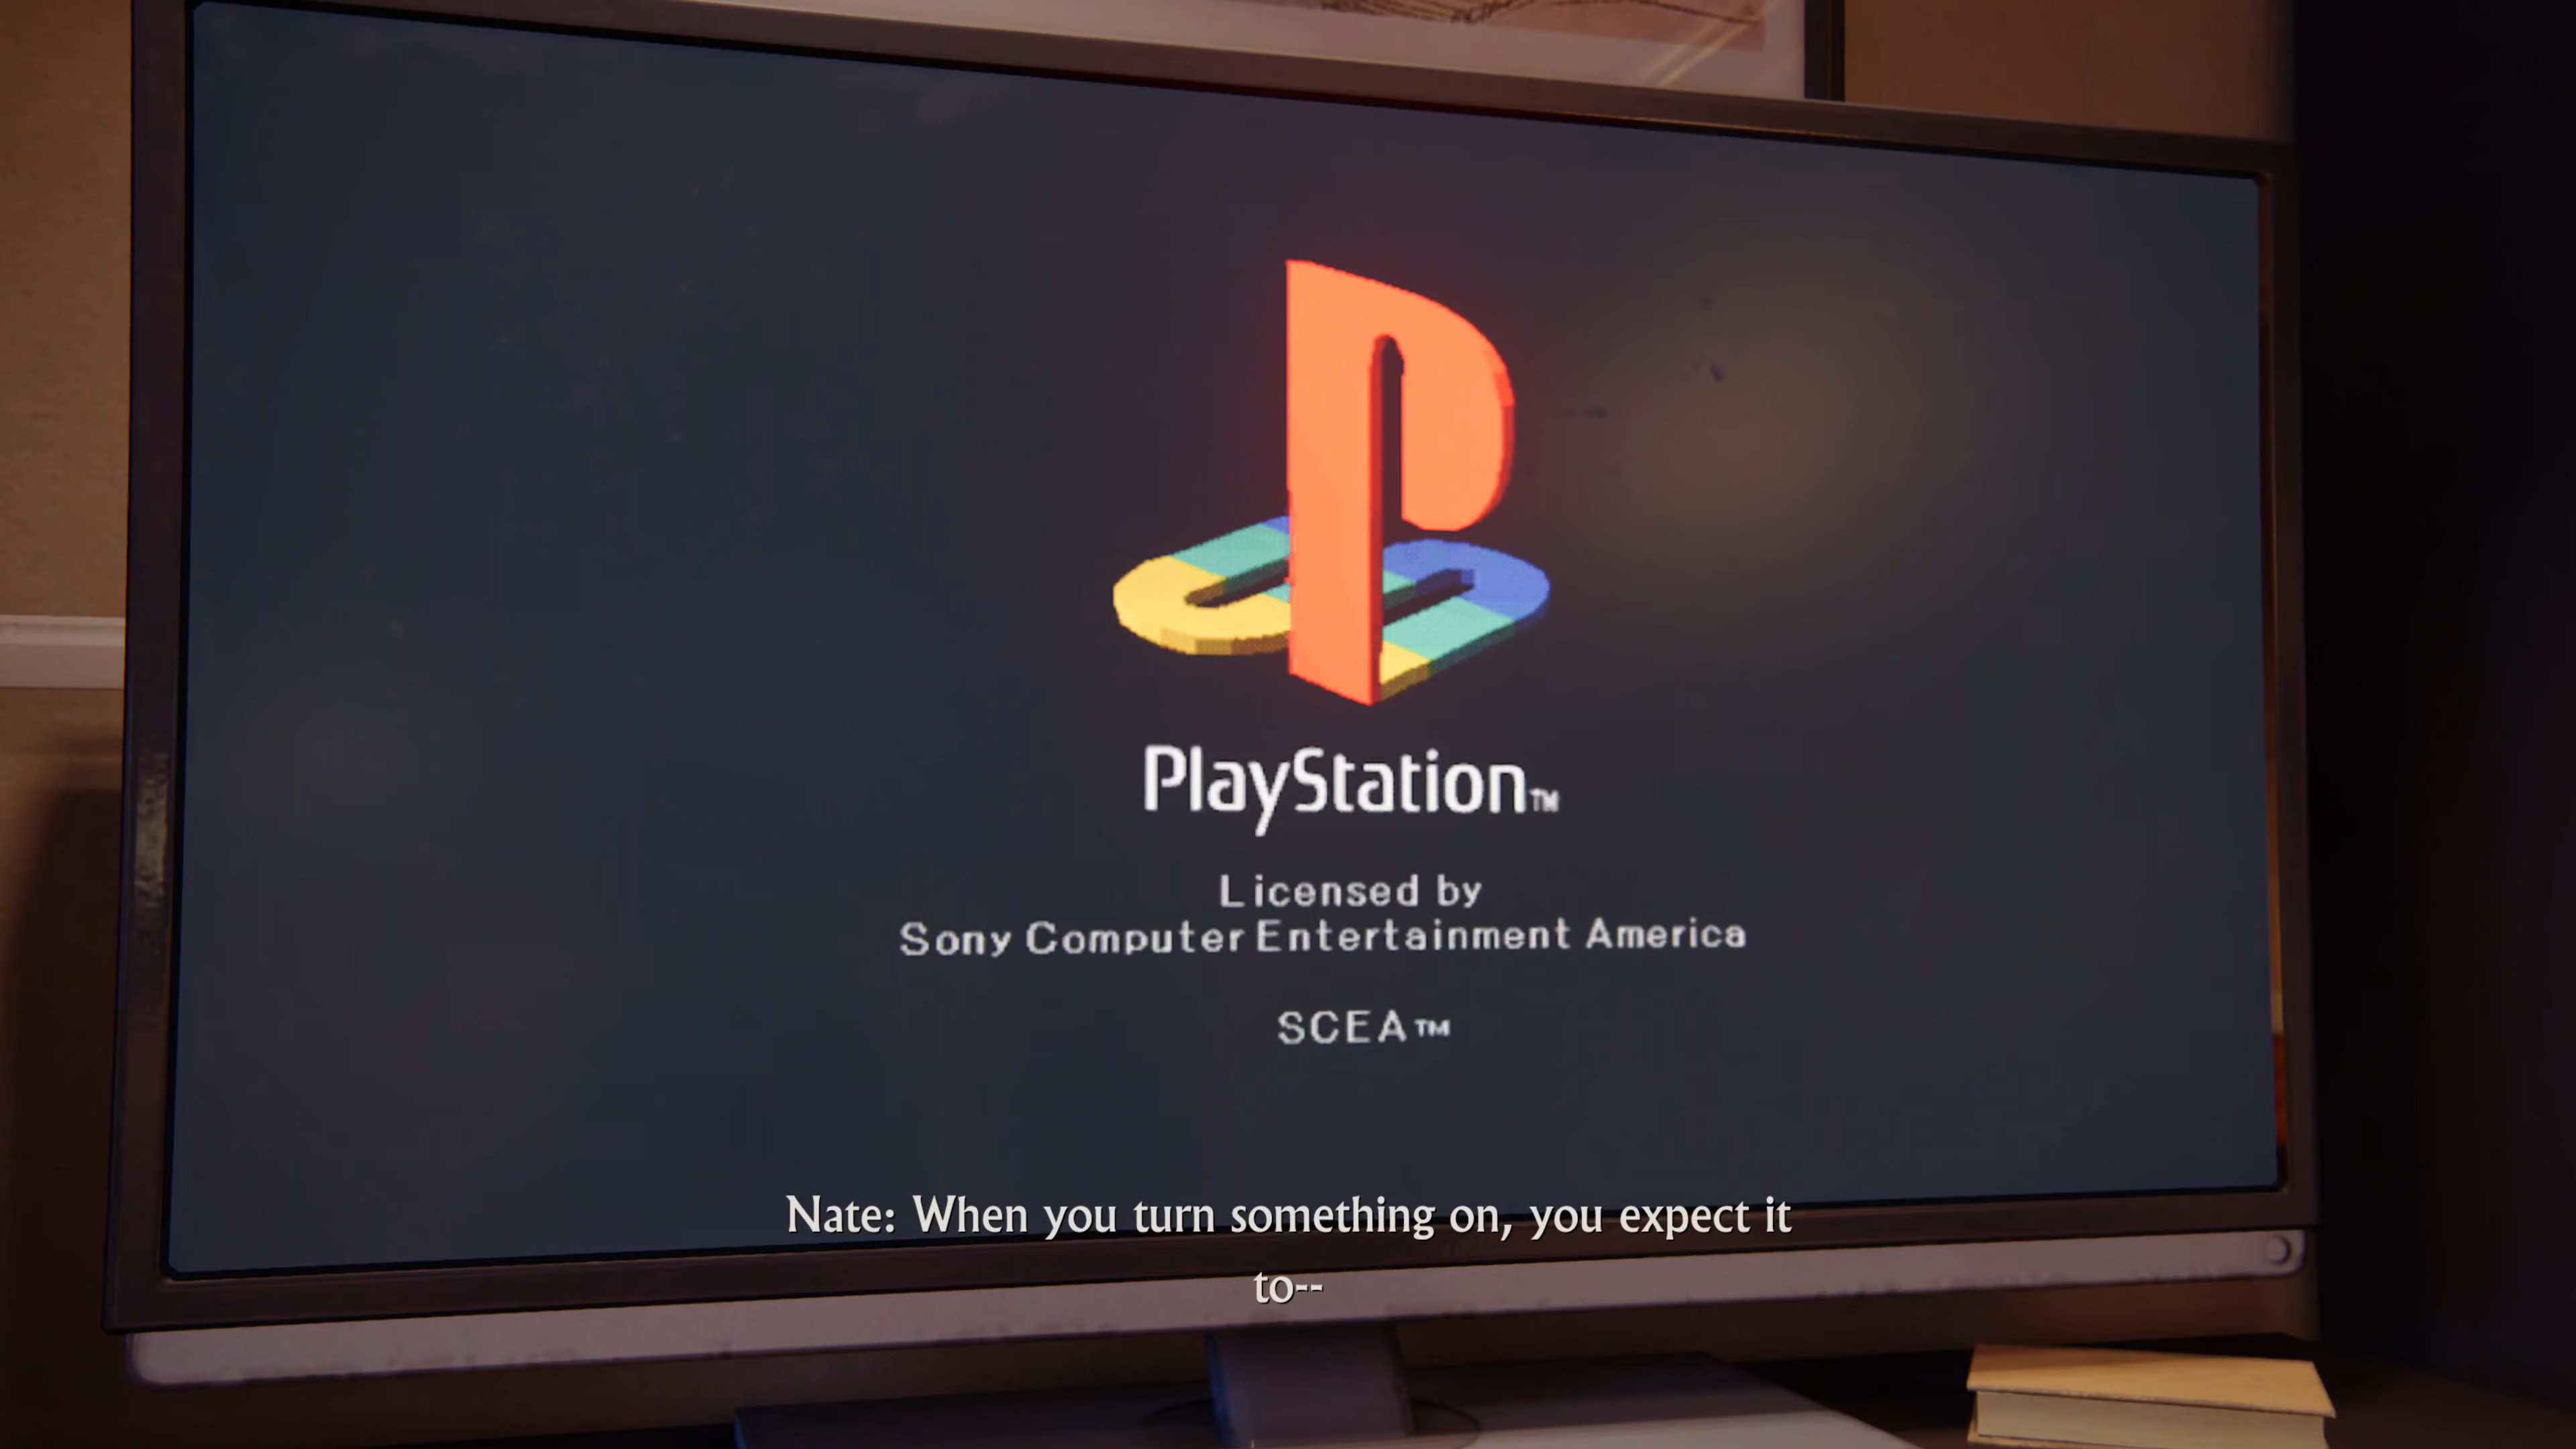 PlayStation™
Licensed by
Sony Computer Entertainment America
SCEA™
Nate: When you turn something on, you expect it
to--